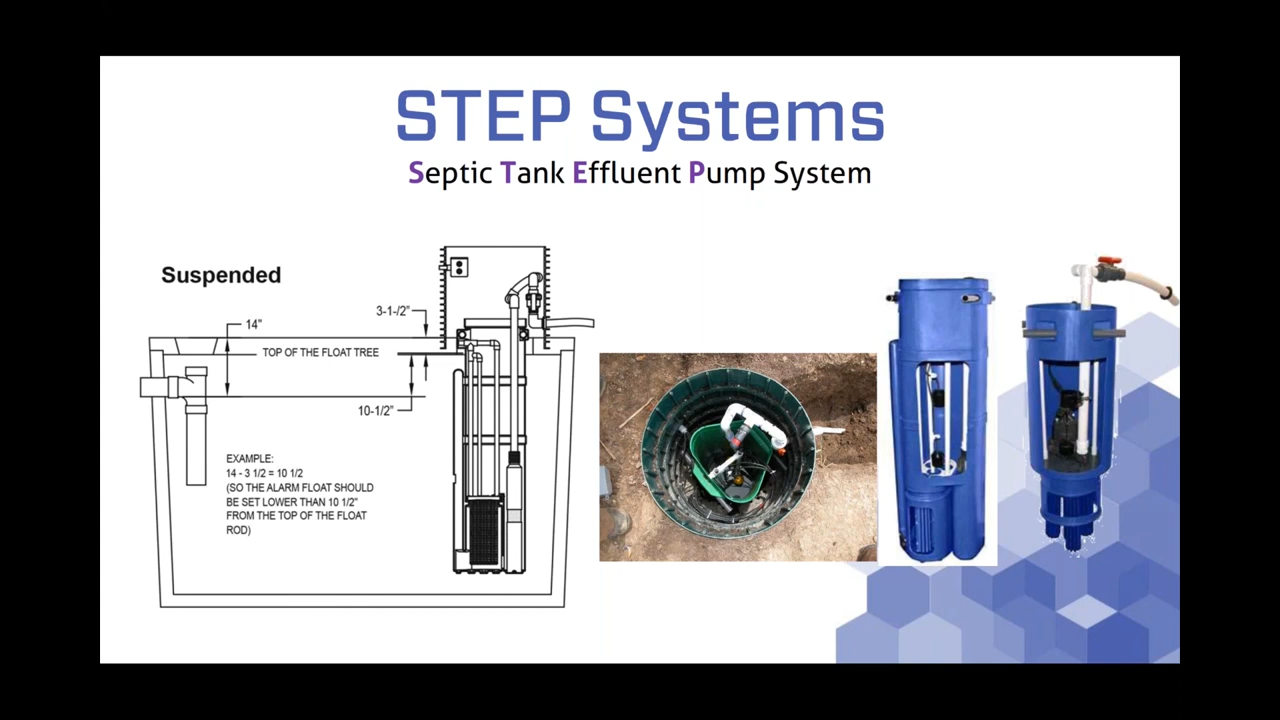 STEP Systems
Septic Tank Effluent Pump System
Suspended
3-1-/2"
14"
TOP OF THE FLOAT TREE
10-1/2"
EXAMPLE:
14 - 3 1/2 = 10 1/2
(SO THE ALARM FLOAT SHOULD
BE SET LOWER THAN 10 1/2"
FROM THE TOP OF THE FLOAT
ROD)